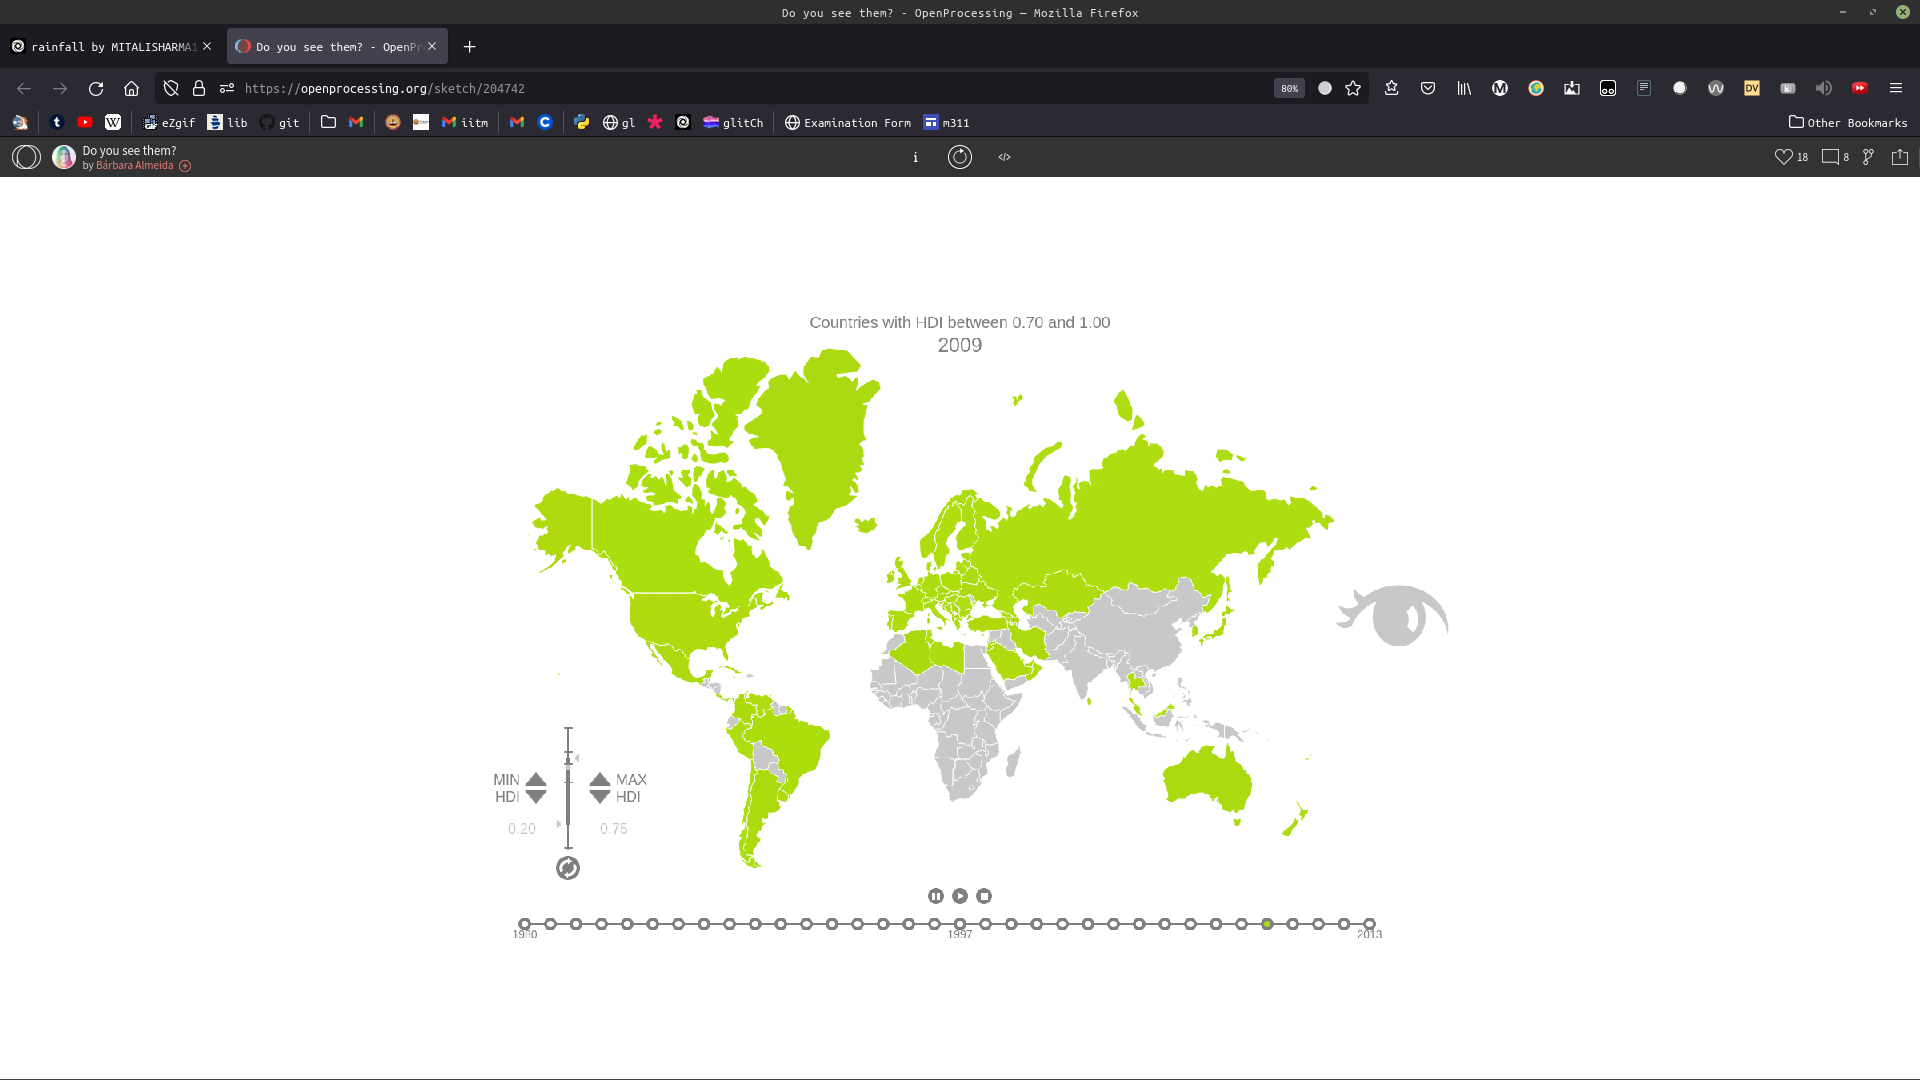 Do you see them? - OpenProcessing — Mozilla Firefox
rainfall by MITALISHARMA1
Do you see them? - OpenPr
https://openprocessing.org/sketch/204742
80%
DV
eZgif
lib
git
iitm
gl
glitCh
Examination Form
m311
Other Bookmarks
Do you see them?
by Bárbara Almeida
18
8
Countries with HDI between 0.70 and 1.00
2009
MIN
HDI
MAX
HDI
0.20
0.75
1980
1997
2013